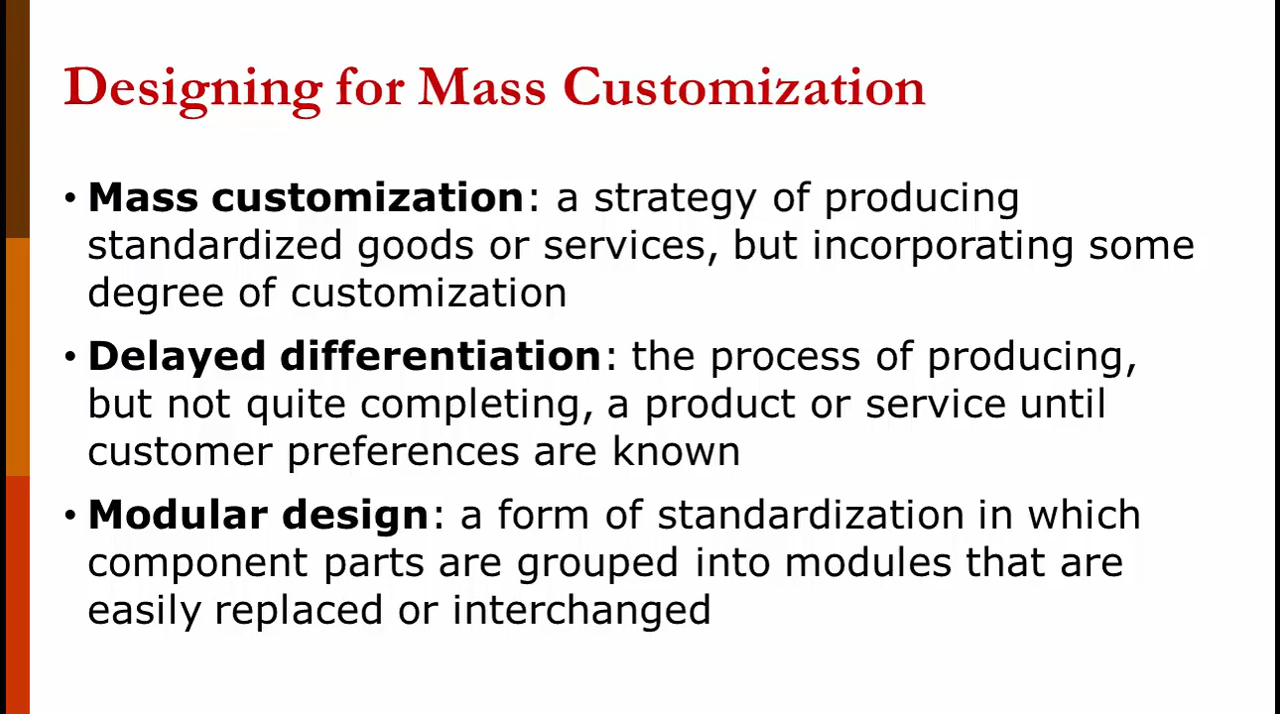 Designing for Mass Customization
• Mass customization: a strategy of producing
standardized goods or services, but incorporating some
degree of customization
• Delayed differentiation: the process of producing,
but not quite completing, a product or service until
customer preferences are known
• Modular design: a form of standardization in which
component parts are grouped into modules that are
easily replaced or interchanged